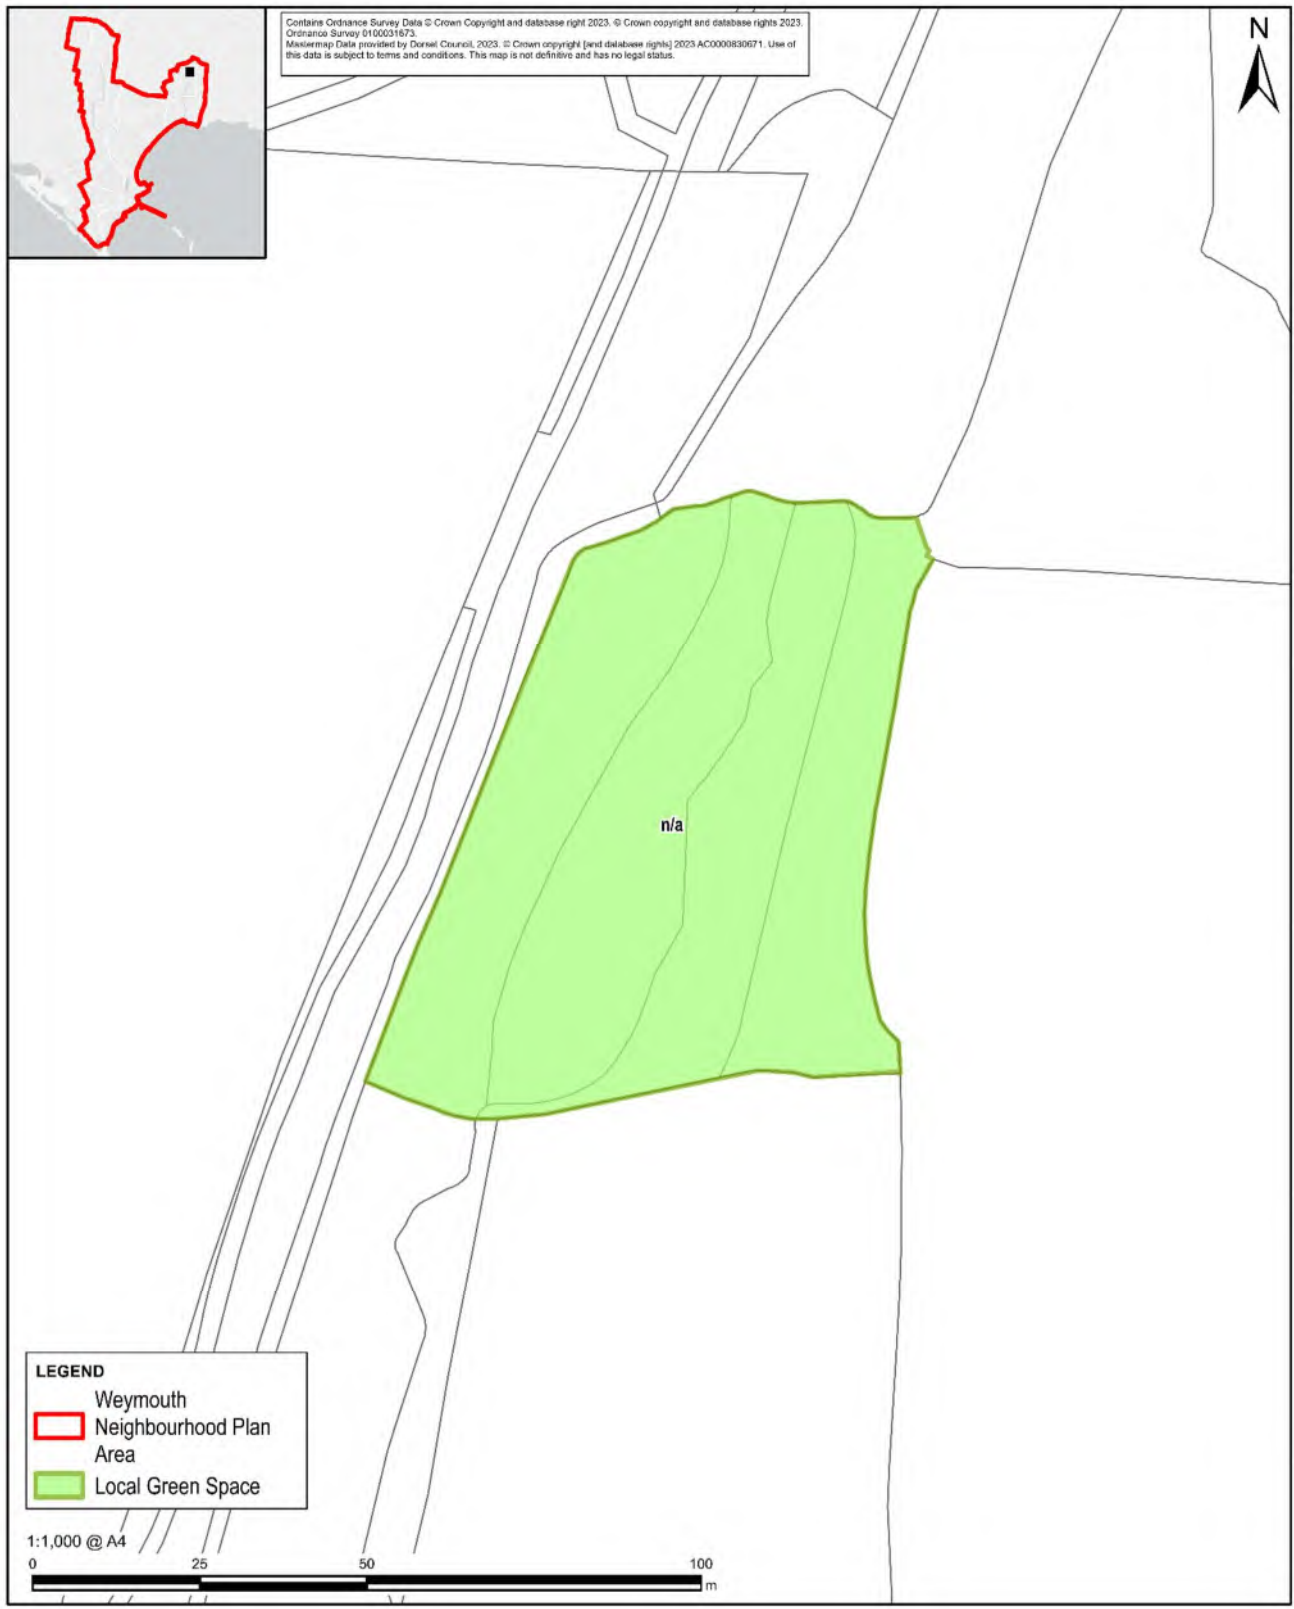 Contains Ordnance Survey Data © Crown Copyright and database right 2023. © Crown copyright and database rights 2023.
Ordnance Survey 0100031673.
Mastermap Data provided by Dorset Council, 2023. © Crown copyright [and database rights] 2023 AC0000830671. Use of
this data is subject to terms and conditions. This map is not definitive and has no legal status.
N
n/a
LEGEND
Weymouth
Neighbourhood Plan
Area
Local Green Space
1:1,000 @ A4
0 25 50 100
m